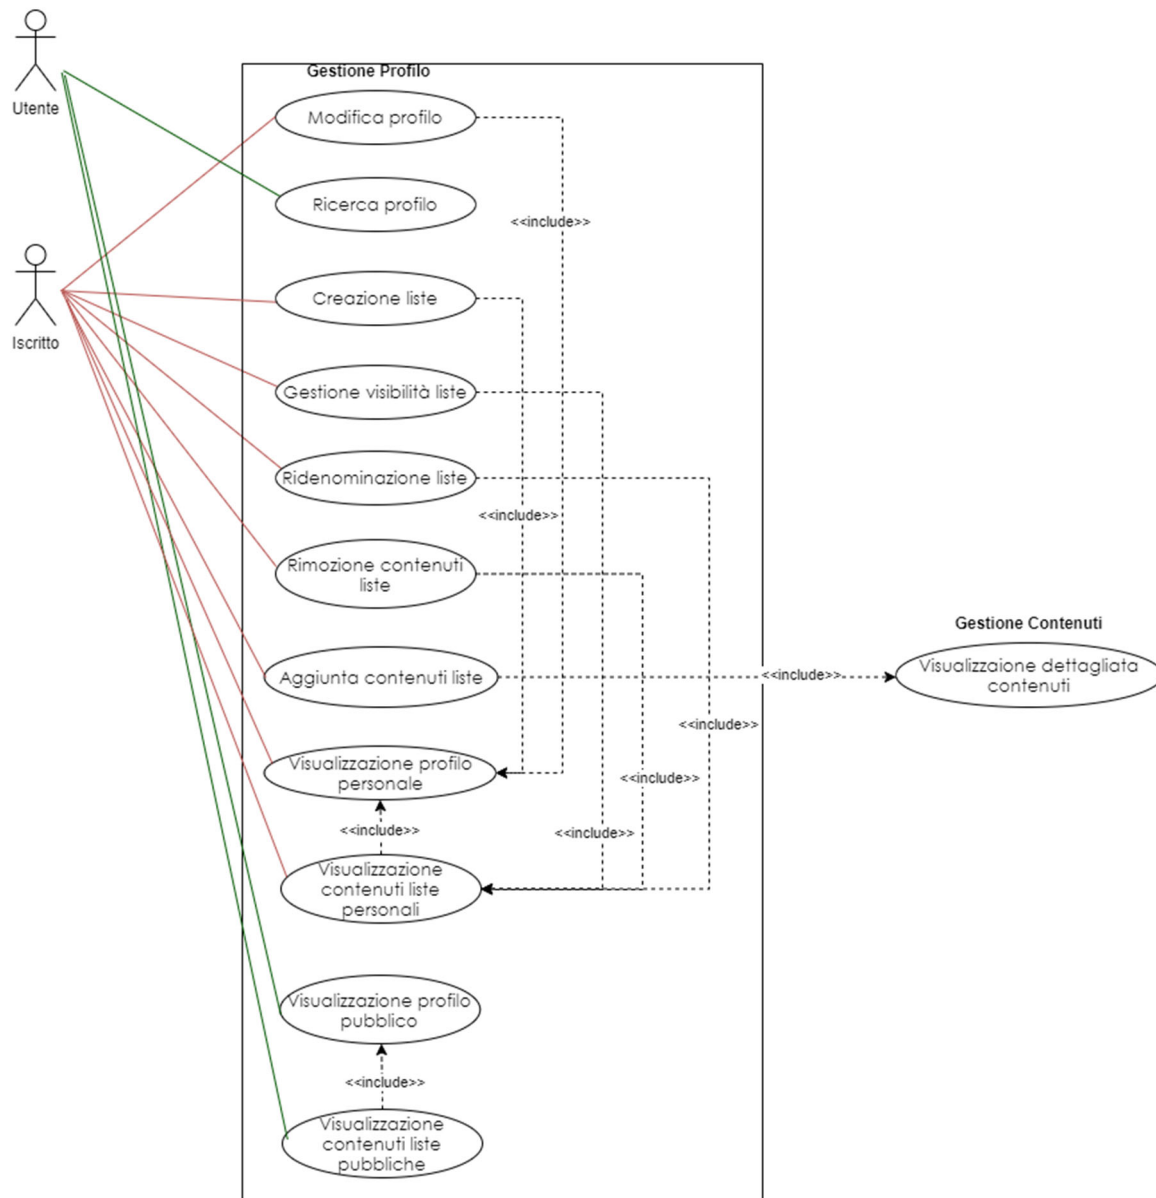 Utente
Gestione Profilo
Modifica profilo
Ricerca profilo
<<include>>
Iscritto
Creazione liste
Gestione visibilità liste
Ridenominazione liste
<<include>>
Rimozione contenuti
liste
Gestione Contenuti
Aggiunta contenuti liste
<<include>>
Visualizzaione dettagliata
contenuti
<<include>>
Visualizzazione profilo
personale
<<include>>
<<include>>
<<include>>
Visualizzazione
contenuti liste
personali
Visualizzazione profilo
pubblico
<<include>>
Visualizzazione
contenuti liste
pubbliche